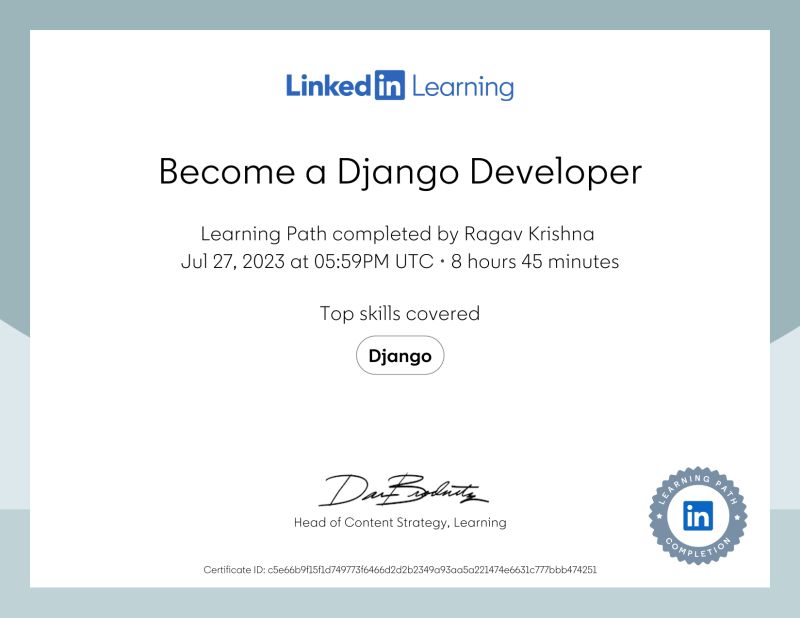 Linked in Learning
Become a Django Developer
Learning Path completed by Ragav Krishna
Jul 27, 2023 at 05:59PM UTC • 8 hours 45 minutes
Top skills covered
Django
Head of Content Strategy, Learning
LEARNING PATH
in
COMPLETION
Certificate ID: c5e66b9f15f1d749773f6466d2d2b2349a93aa5a221474e6631c777bbb474251